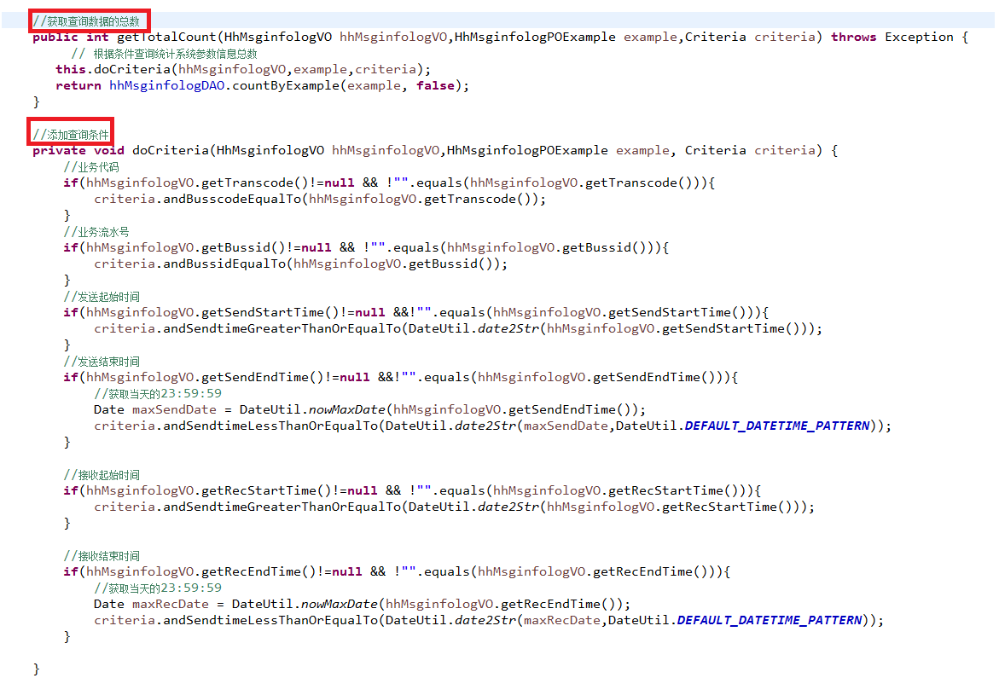 //获取查询数据的总数
public int getTotalCount(HhMsginfologVO hhMsginfologVO,HhMsginfologPOExample example,Criteria criteria) throws Exception {
// 根据条件查询统计系统参数信息总数
this.doCriteria(hhMsginfologVO,example,criteria);
return hhMsginfologDAO.countByExample(example, false);
}
//添加查询条件
private void doCriteria(HhMsginfologVO hhMsginfologVO,HhMsginfologPOExample example, Criteria criteria) {
//业务代码
if(hhMsginfologVO.getTranscode()!=null && !"".equals(hhMsginfologVO.getTranscode())){
criteria.andBusscodeEqualTo(hhMsginfologVO.getTranscode());
}
//业务流水号
if(hhMsginfologVO.getBussid()!=null && !"".equals(hhMsginfologVO.getBussid())){
criteria.andBussidEqualTo(hhMsginfologVO.getBussid());
}
//发送起始时间
if(hhMsginfologVO.getSendStartTime()!=null &&!"".equals(hhMsginfologVO.getSendStartTime())){
criteria.andSendtimeGreaterThanOrEqualTo(DateUtil.date2Str(hhMsginfologVO.getSendStartTime()));
}
//发送结束时间
if(hhMsginfologVO.getSendEndTime()!=null &&!"".equals(hhMsginfologVO.getSendEndTime())){
//获取当天的23:59:59
Date maxSendDate = DateUtil.nowMaxDate(hhMsginfologVO.getSendEndTime());
criteria.andSendtimeLessThanOrEqualTo(DateUtil.date2Str(maxSendDate,DateUtil.DEFAULT_DATETIME_PATTERN));
}
//接收起始时间
if(hhMsginfologVO.getRecStartTime()!=null && !"".equals(hhMsginfologVO.getRecStartTime())){
criteria.andSendtimeGreaterThanOrEqualTo(DateUtil.date2Str(hhMsginfologVO.getRecStartTime()));
}
//接收结束时间
if(hhMsginfologVO.getRecEndTime()!=null && !"".equals(hhMsginfologVO.getRecEndTime())){
//获取当天的23:59:59
Date maxRecDate = DateUtil.nowMaxDate(hhMsginfologVO.getRecEndTime());
criteria.andSendtimeLessThanOrEqualTo(DateUtil.date2Str(maxRecDate,DateUtil.DEFAULT_DATETIME_PATTERN));
}
}